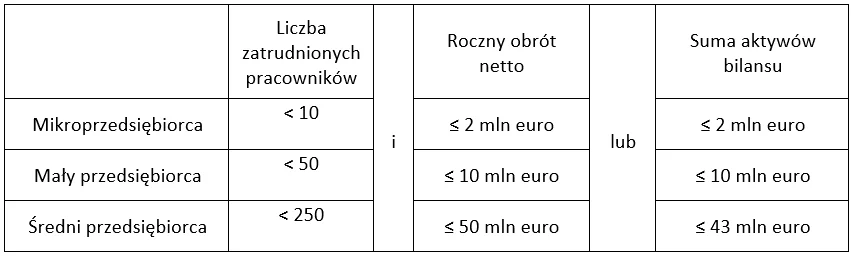 Liczba
zatrudnionych
pracowników
Roczny obrót
netto
Suma aktywów
bilansu
Mikroprzedsiębiorca
< 10
i
≤ 2 mln euro
lub
≤ 2 mln euro
Mały przedsiębiorca
< 50
≤ 10 mln euro
≤ 10 mln euro
Średni przedsiębiorca
< 250
≤ 50 mln euro
≤ 43 mln euro